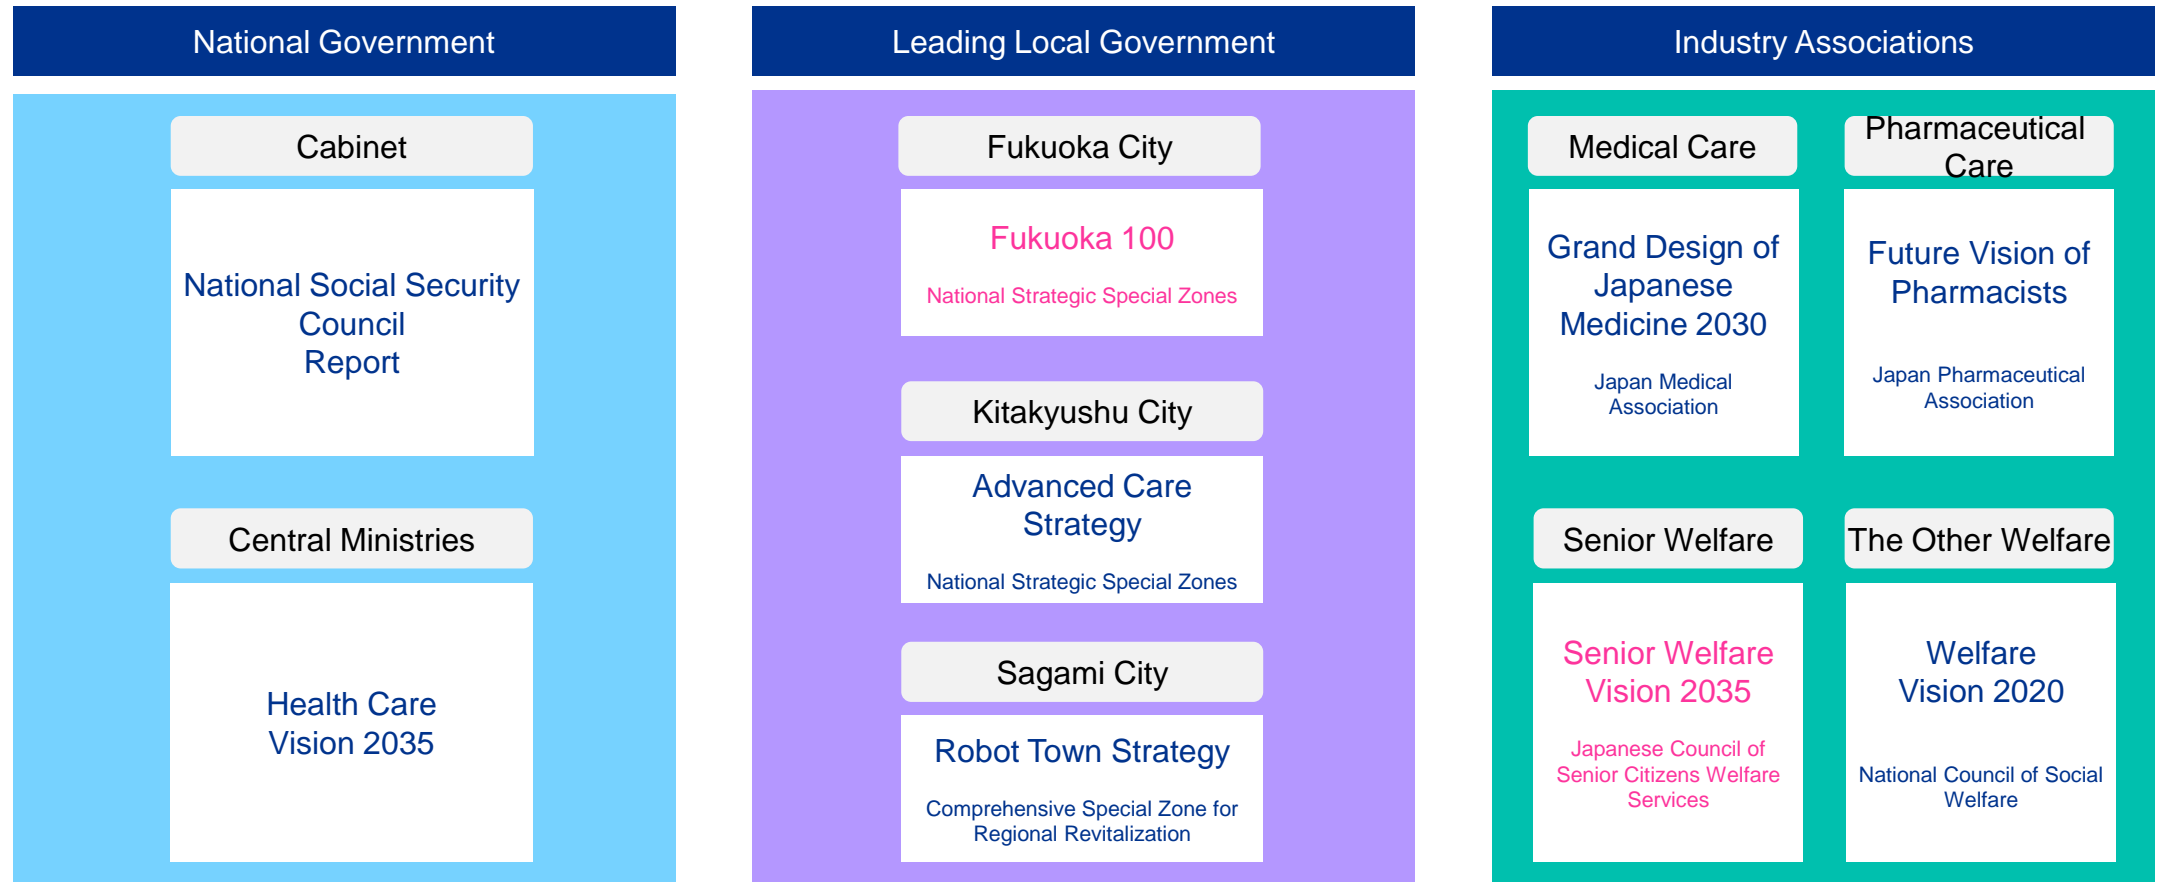 National Government
Cabinet
National Social Security
Council
Report
Central Ministries
Health Care
Vision 2035
Leading Local Government
Fukuoka City
Fukuoka 100
National Strategic Special Zones
Kitakyushu City
Advanced Care
Strategy
National Strategic Special Zones
Sagami City
Robot Town Strategy
Comprehensive Special Zone for
Regional Revitalization
Industry Associations
Medical Care
Grand Design of
Japanese
Medicine 2030
Japan Medical
Association
Pharmaceutical
Care
Future Vision of
Pharmacists
Japan Pharmaceutical
Association
Senior Welfare
Senior Welfare
Vision 2035
Japanese Council of
Senior Citizens Welfare
Services
The Other Welfare
Welfare
Vision 2020
National Council of Social
Welfare